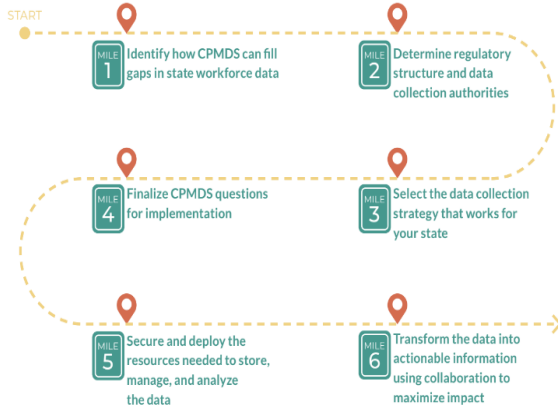 START
MILE
1
Identify how CPMDS can fill
gaps in state workforce data
MILE
2
Determine regulatory
structure and data
collection authorities
MILE
3
Select the data collection
strategy that works for
your state
MILE
4
Finalize CPMDS questions
for implementation
MILE
5
Secure and deploy the
resources needed to store,
manage, and analyze
the data
MILE
6
Transform the data into
actionable information
using collaboration to
maximize impact